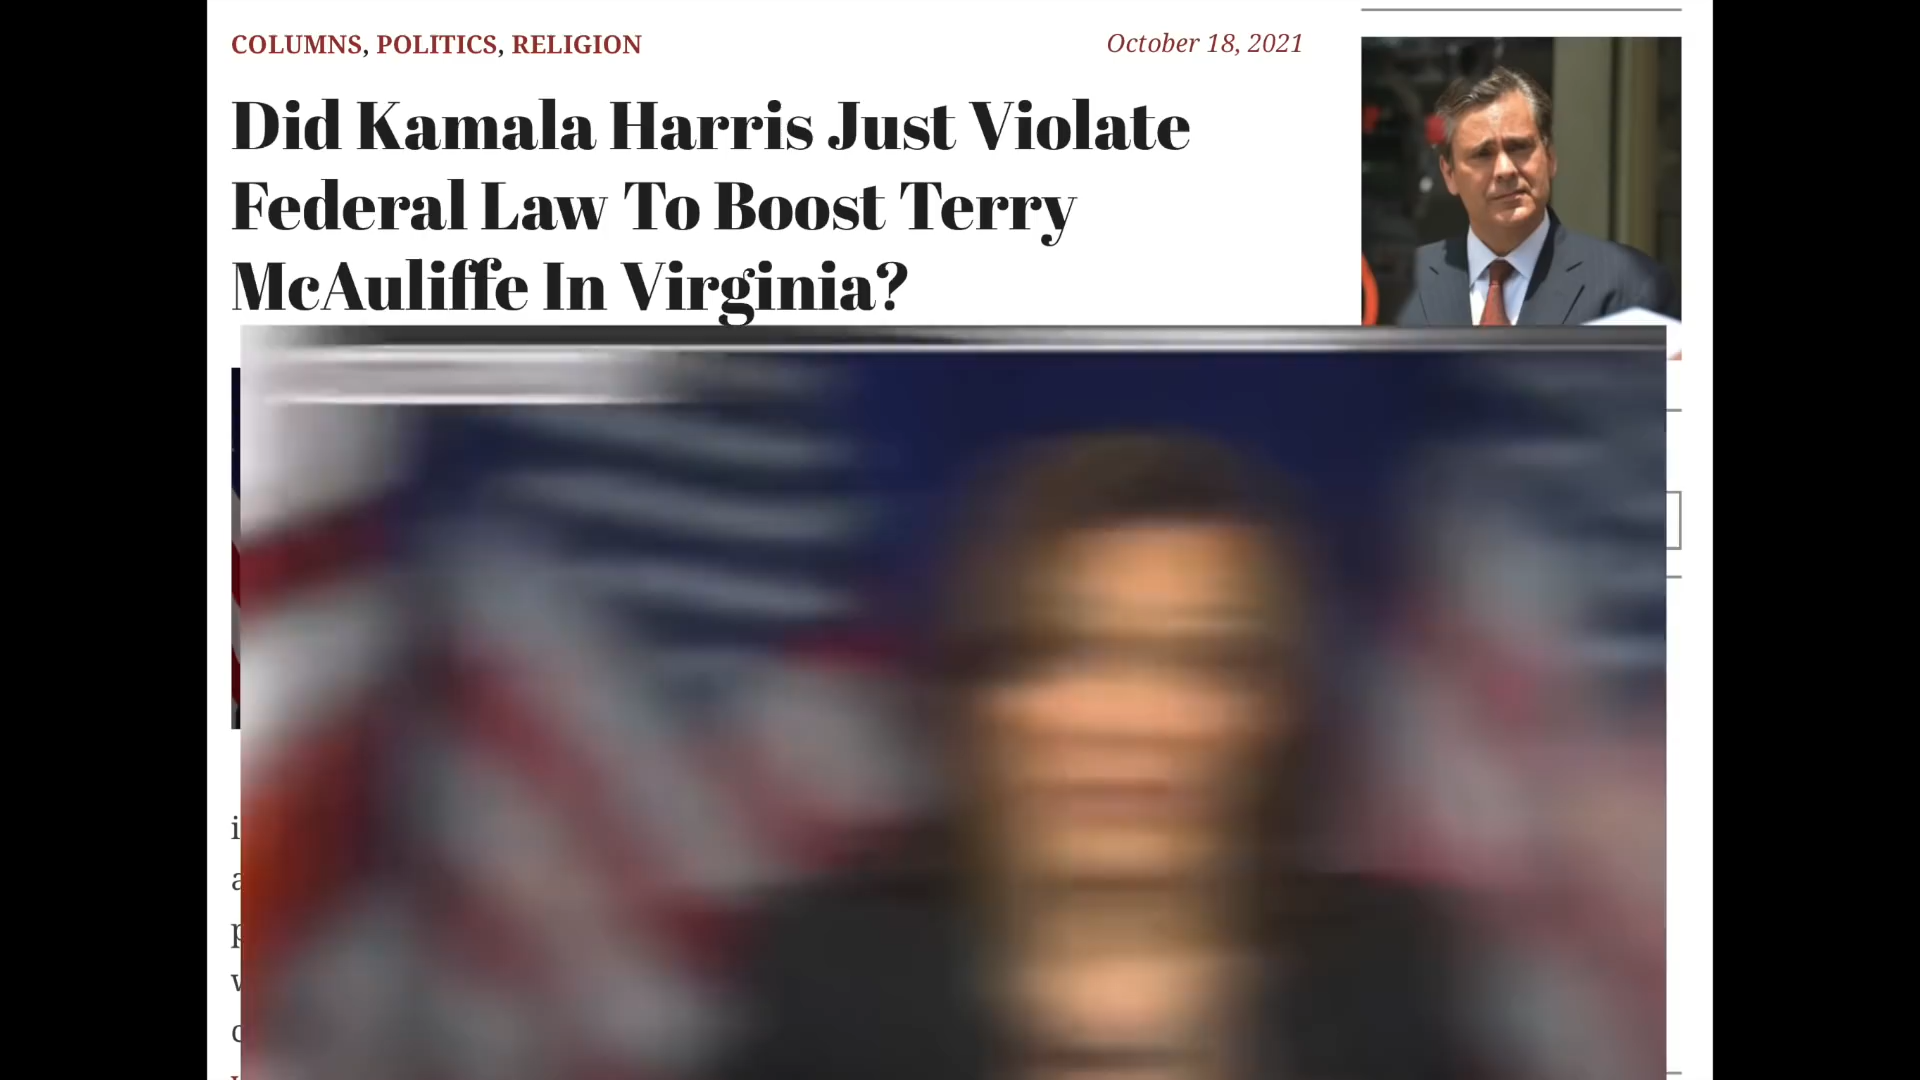 COLUMNS, POLITICS, RELIGION
October 18, 2021
Did Kamala Harris Just Violate
Federal Law To Boost Terry
McAuliffe In Virginia?